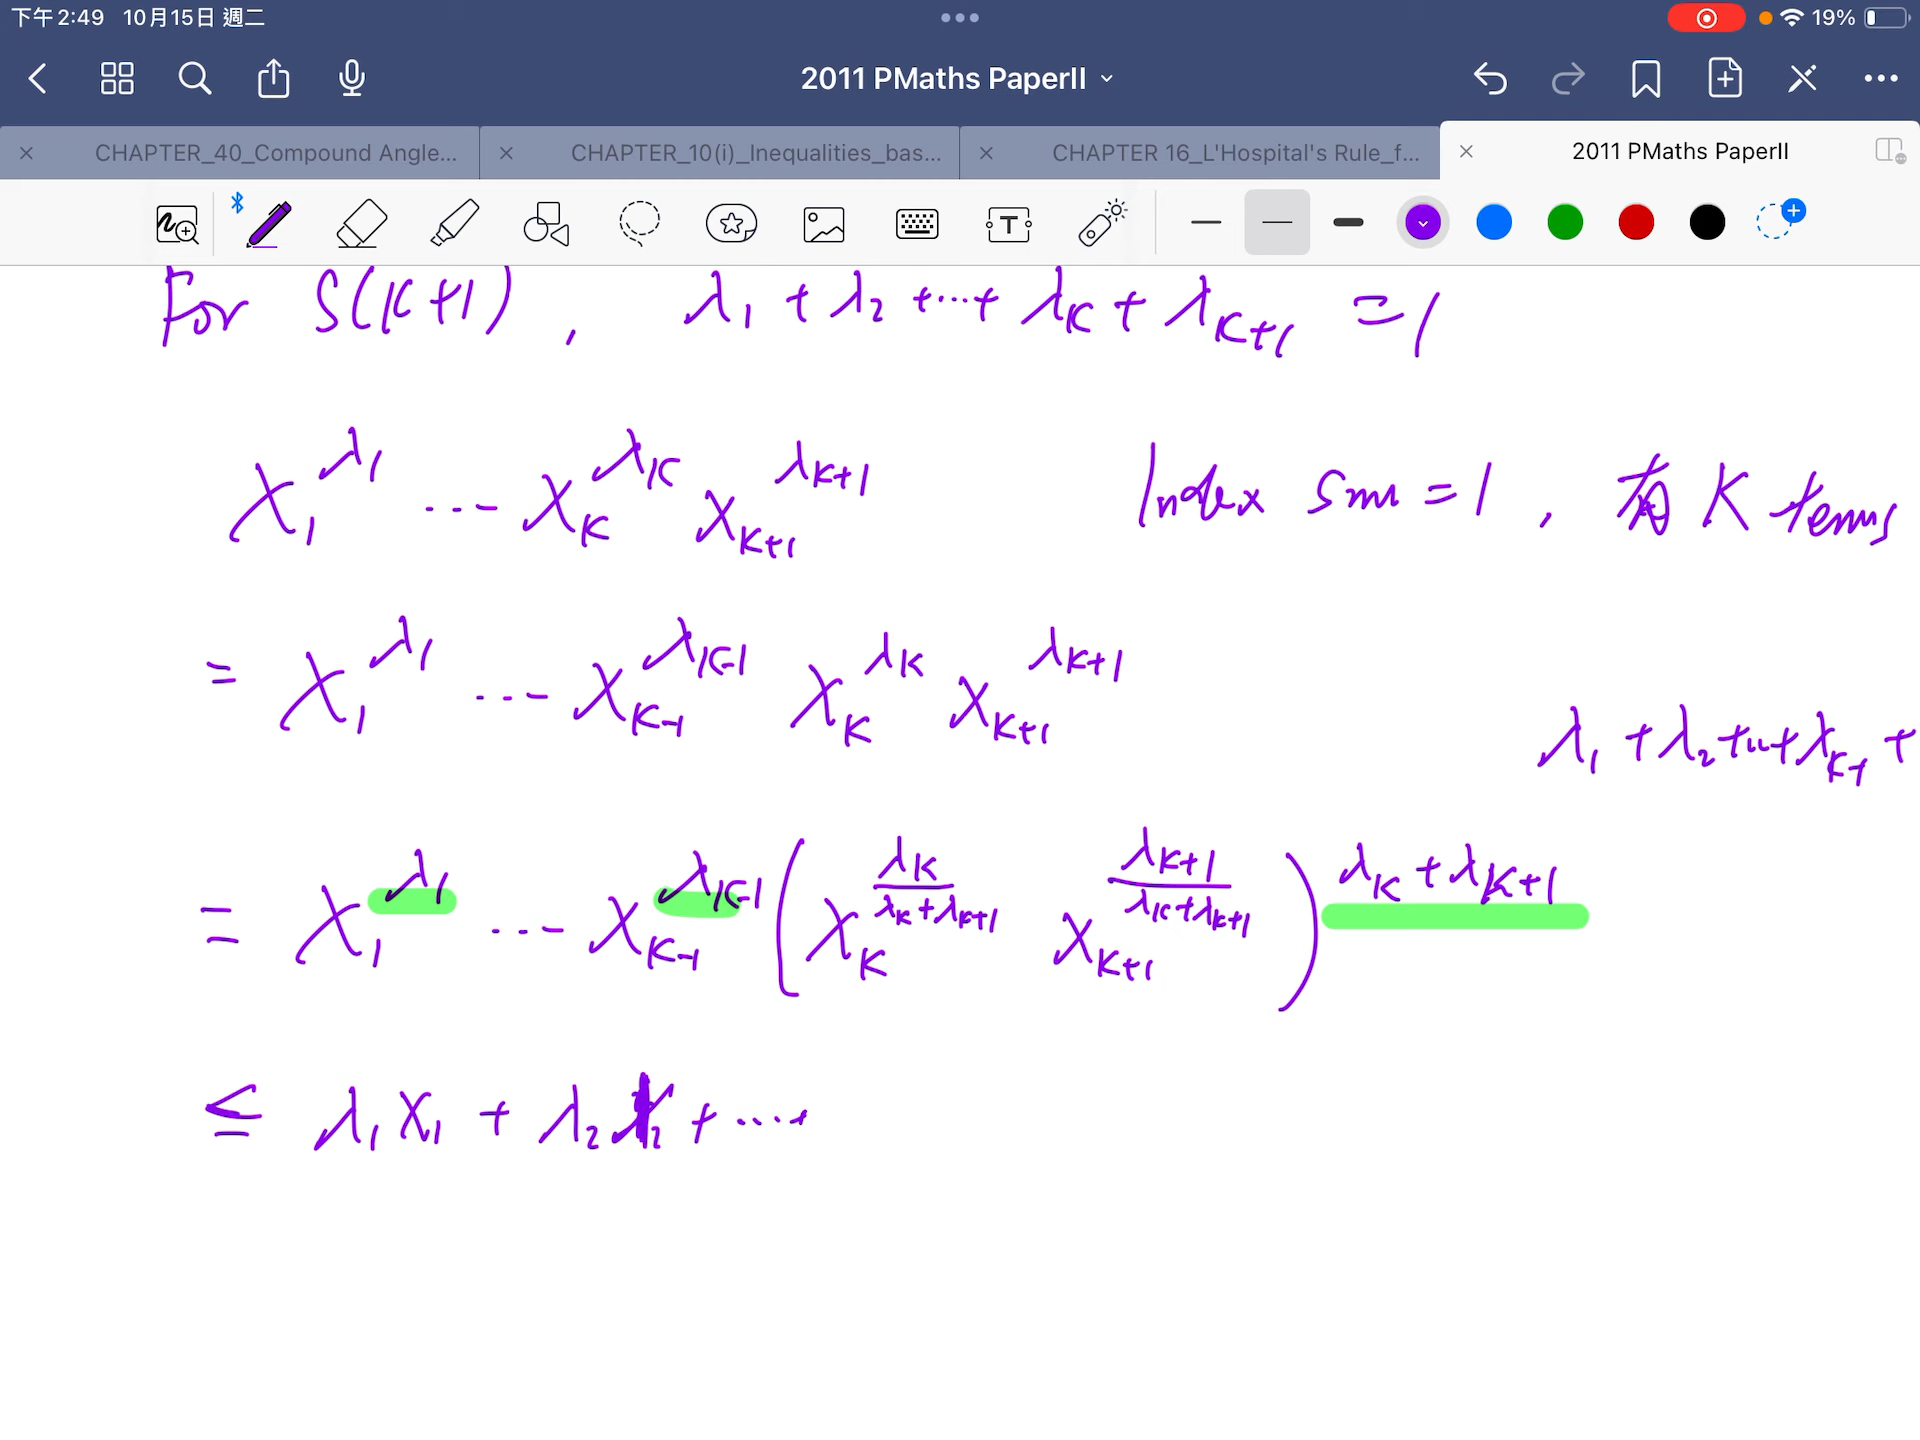 下午2:49 10月15日 週二 19%
2011 PMaths PaperII
CHAPTER_40_Compound Angle... CHAPTER_10(i)_Inequalities_bas... CHAPTER 16_L'Hospital's Rule_f... 2011 PMaths PaperII
For S(k+1), λ₁ + λ₂ + ... + λ_K + λ_{K+1} = 1
X₁^{λ₁} ... X_K^{λ_K} X_{K+1}^{λ_{K+1}} Index sum = 1, 有 K terms
= X₁^{λ₁} ... X_{K-1}^{λ_{K-1}} X_K^{λ_K} X_{K+1}^{λ_{K+1}}
λ₁ + λ₂ + ... + λ_{K-1} +
= X₁^{λ₁} ... X_{K-1}^{λ_{K-1}} ( X_K^{λ_K/(λ_K+λ_{K+1})} X_{K+1}^{λ_{K+1}/(λ_K+λ_{K+1})} )^{λ_K+λ_{K+1}}
≤ λ₁X₁ + λ₂X₂ + ...